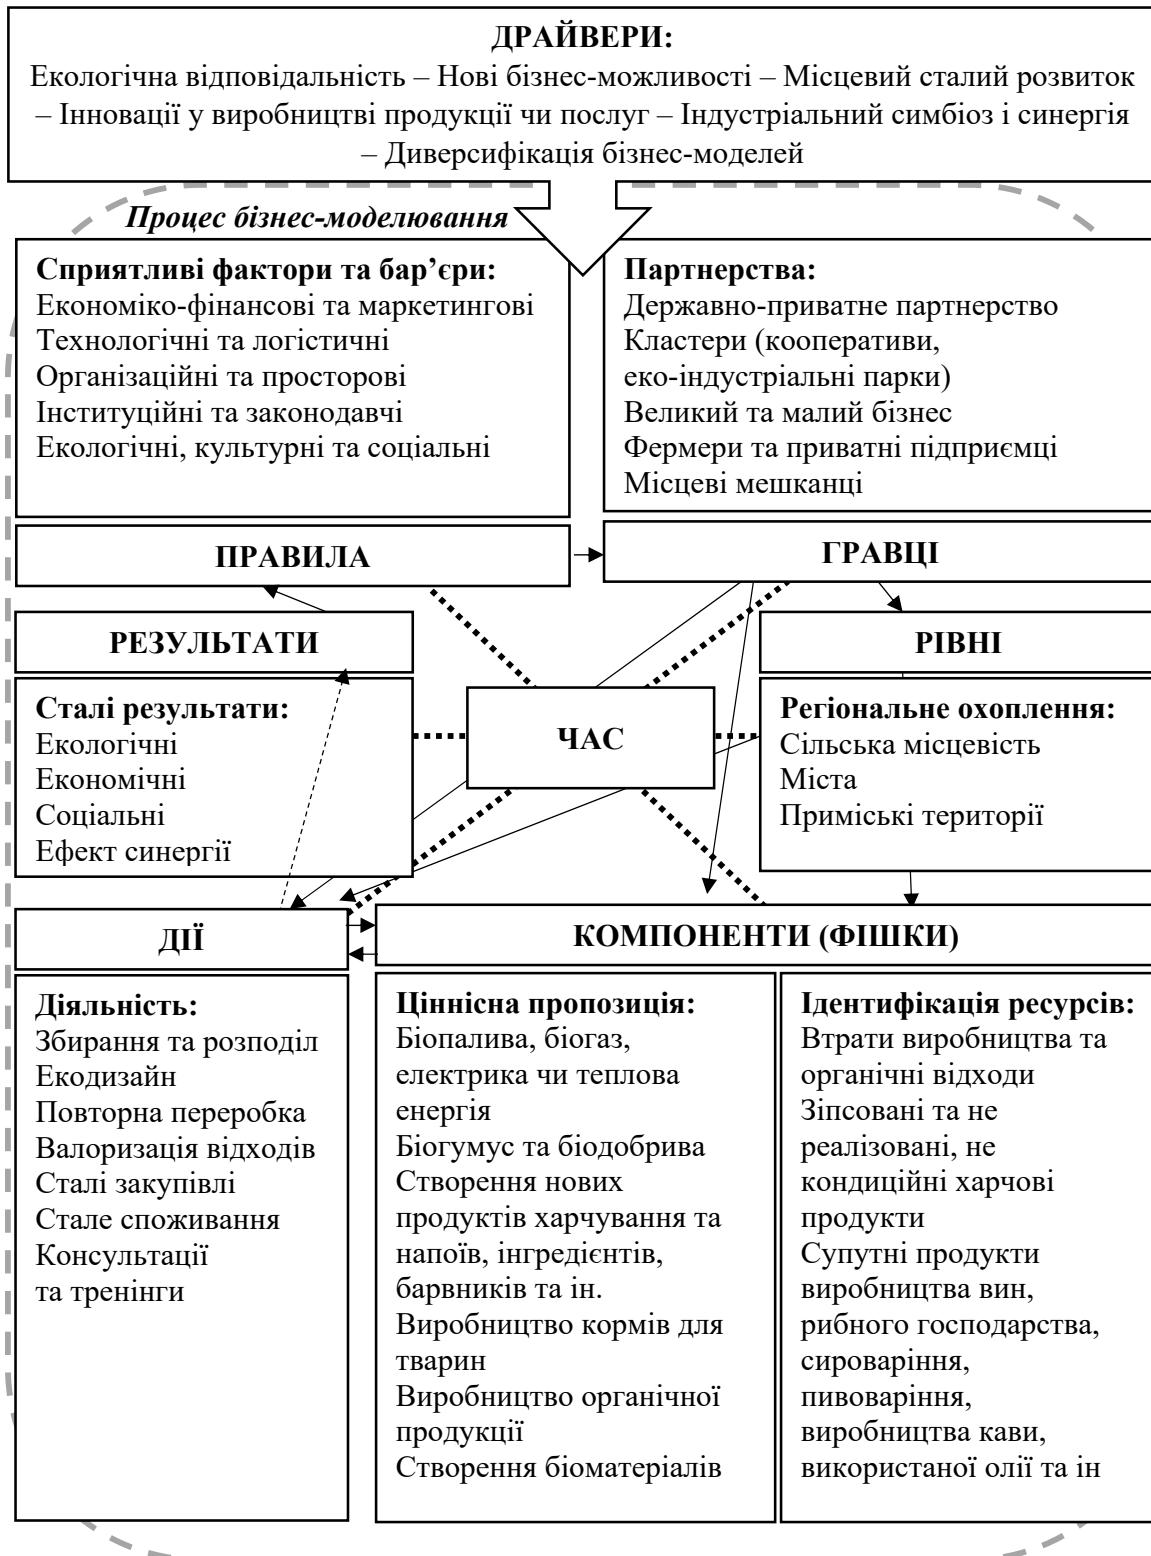 ДРАЙВЕРИ:
Екологічна відповідальність – Нові бізнес-можливості – Місцевий сталий розвиток
– Інновації у виробництві продукції чи послуг – Індустріальний симбіоз і синергія
– Диверсифікація бізнес-моделей
Процес бізнес-моделювання
Сприятливі фактори та бар’єри:
Економіко-фінансові та маркетингові
Технологічні та логістичні
Організаційні та просторові
Інституційні та законодавчі
Екологічні, культурні та соціальні
Партнерства:
Державно-приватне партнерство
Кластери (кооперативи,
еко-індустріальні парки)
Великий та малий бізнес
Фермери та приватні підприємці
Місцеві мешканці
ПРАВИЛА
ГРАВЦІ
РЕЗУЛЬТАТИ
РІВНІ
Сталі результати:
Екологічні
Економічні
Соціальні
Ефект синергії
ЧАС
Регіональне охоплення:
Сільська місцевість
Міста
Приміські території
ДІЇ
КОМПОНЕНТИ (ФІШКИ)
Діяльність:
Збирання та розподіл
Екодизайн
Повторна переробка
Валоризація відходів
Сталі закупівлі
Стале споживання
Консультації
та тренінги
Ціннісна пропозиція:
Біопалива, біогаз,
електрика чи теплова
енергія
Біогумус та біодобрива
Створення нових
продуктів харчування та
напоїв, інгредієнтів,
барвників та ін.
Виробництво кормів для
тварин
Виробництво органічної
продукції
Створення біоматеріалів
Ідентифікація ресурсів:
Втрати виробництва та
органічні відходи
Зіпсовані та не
реалізовані, не
кондиційні харчові
продукти
Супутні продукти
виробництва вин,
рибного господарства,
сироваріння,
пивоваріння,
виробництва кави,
використаної олії та ін